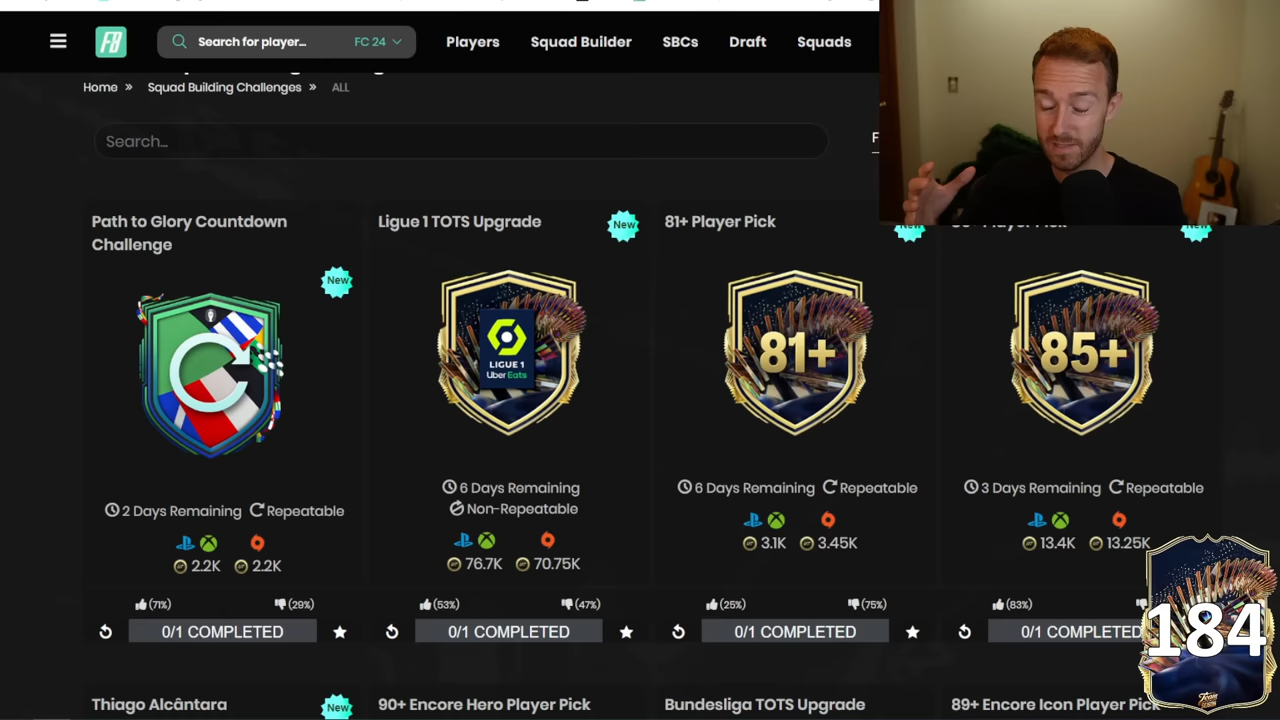 FB
Search for player...
FC 24
Players
Squad Builder
SBCs
Draft
Squads
Home » Squad Building Challenges » ALL
Search...
Path to Glory Countdown
Challenge
New
2 Days Remaining
Repeatable
2.2K
2.2K
(71%)
(29%)
0/1 COMPLETED
Ligue 1 TOTS Upgrade
New
LIGUE 1
Uber Eats
6 Days Remaining
Non-Repeatable
76.7K
70.75K
(53%)
(47%)
0/1 COMPLETED
81+ Player Pick
81+
6 Days Remaining
Repeatable
3.1K
3.45K
(25%)
(75%)
0/1 COMPLETED
85+
3 Days Remaining
Repeatable
13.4K
13.25K
(83%)
0/1 COMPLETED
184
Thiago Alcântara
New
90+ Encore Hero Player Pick
Bundesliga TOTS Upgrade
89+ Encore Icon Player Pick